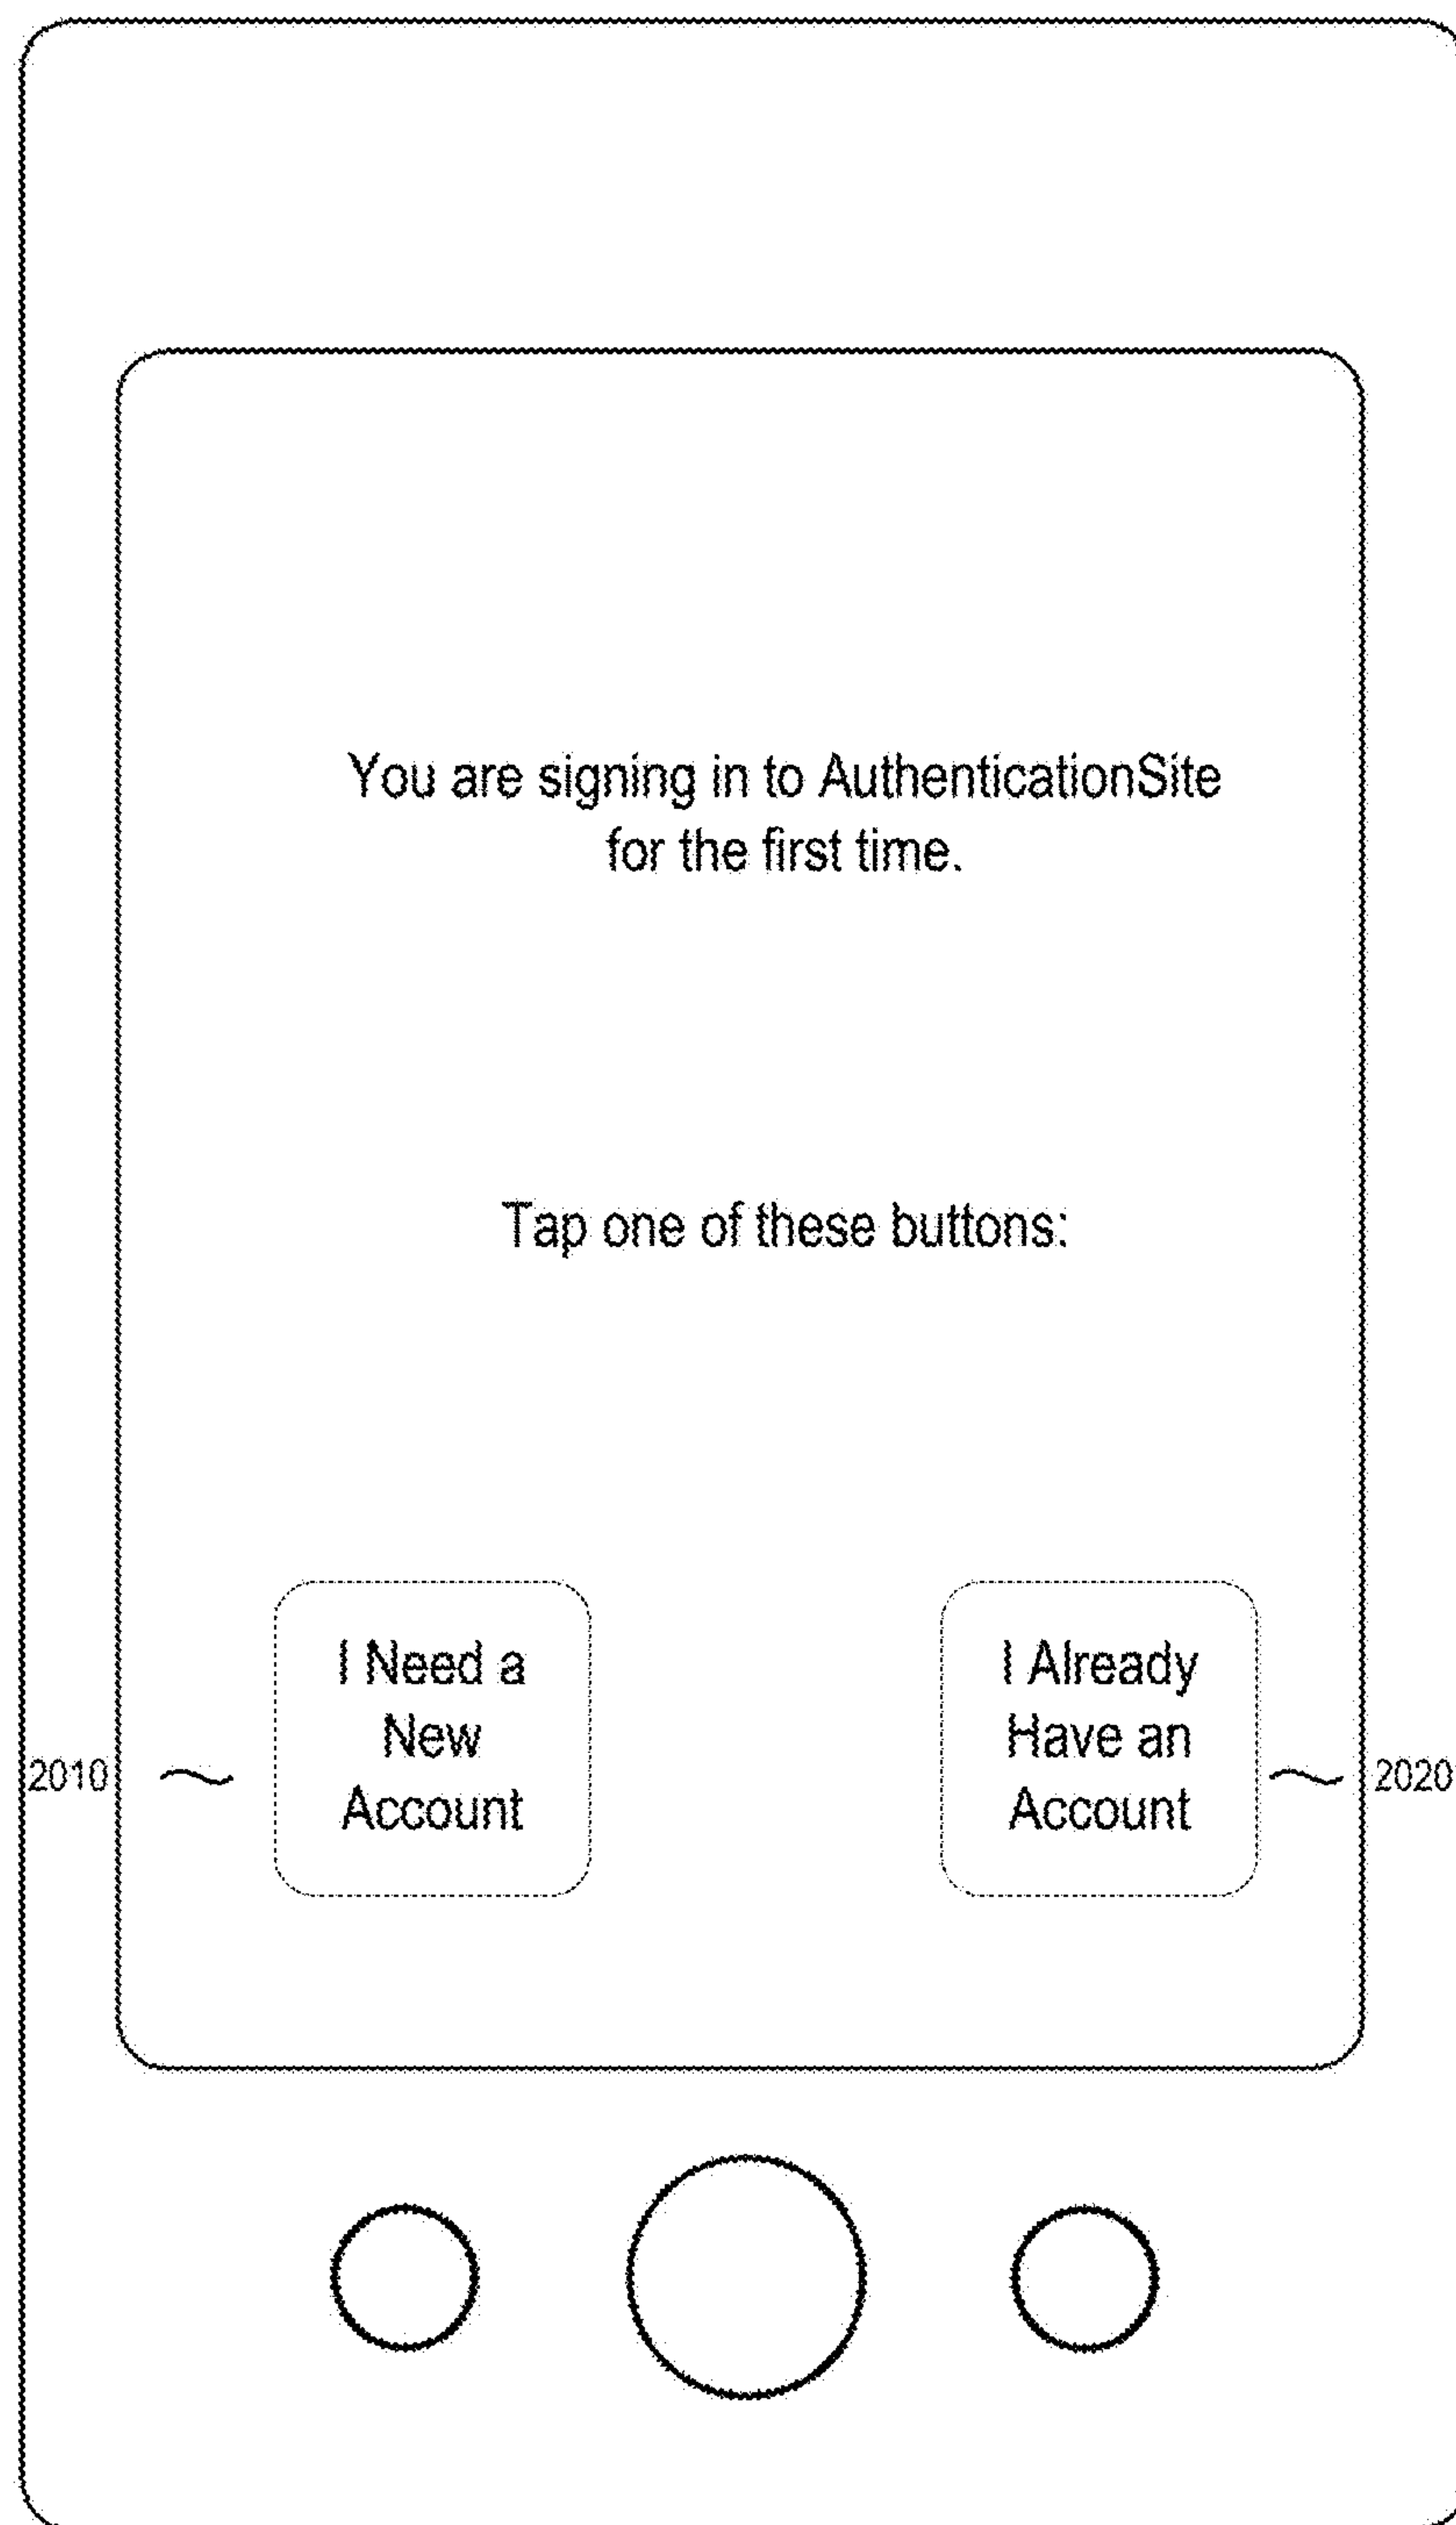 You are signing in to AuthenticationSite
for the first time.
Tap one of these buttons:
I Need a
New
Account
I Already
Have an
Account
2010
2020